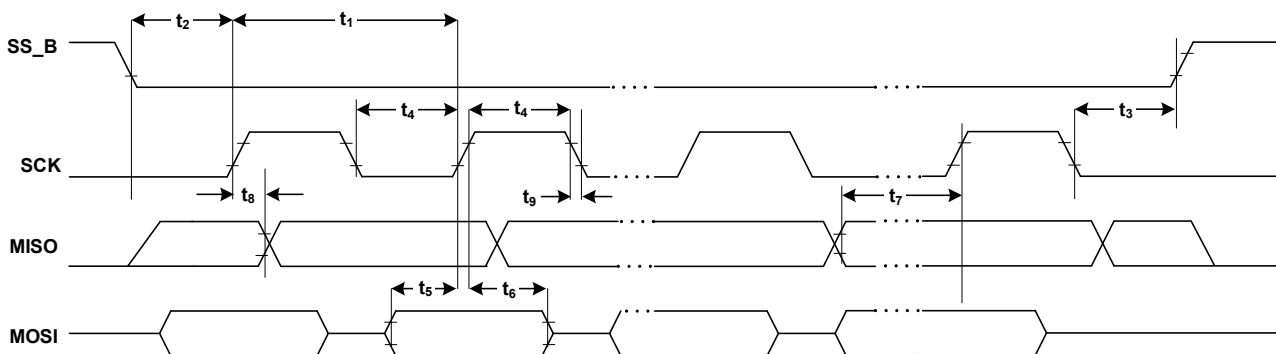 t₂
t₁
SS_B
t₄
t₄
t₃
SCK
t₈
t₉
t₇
MISO
t₅
t₆
MOSI